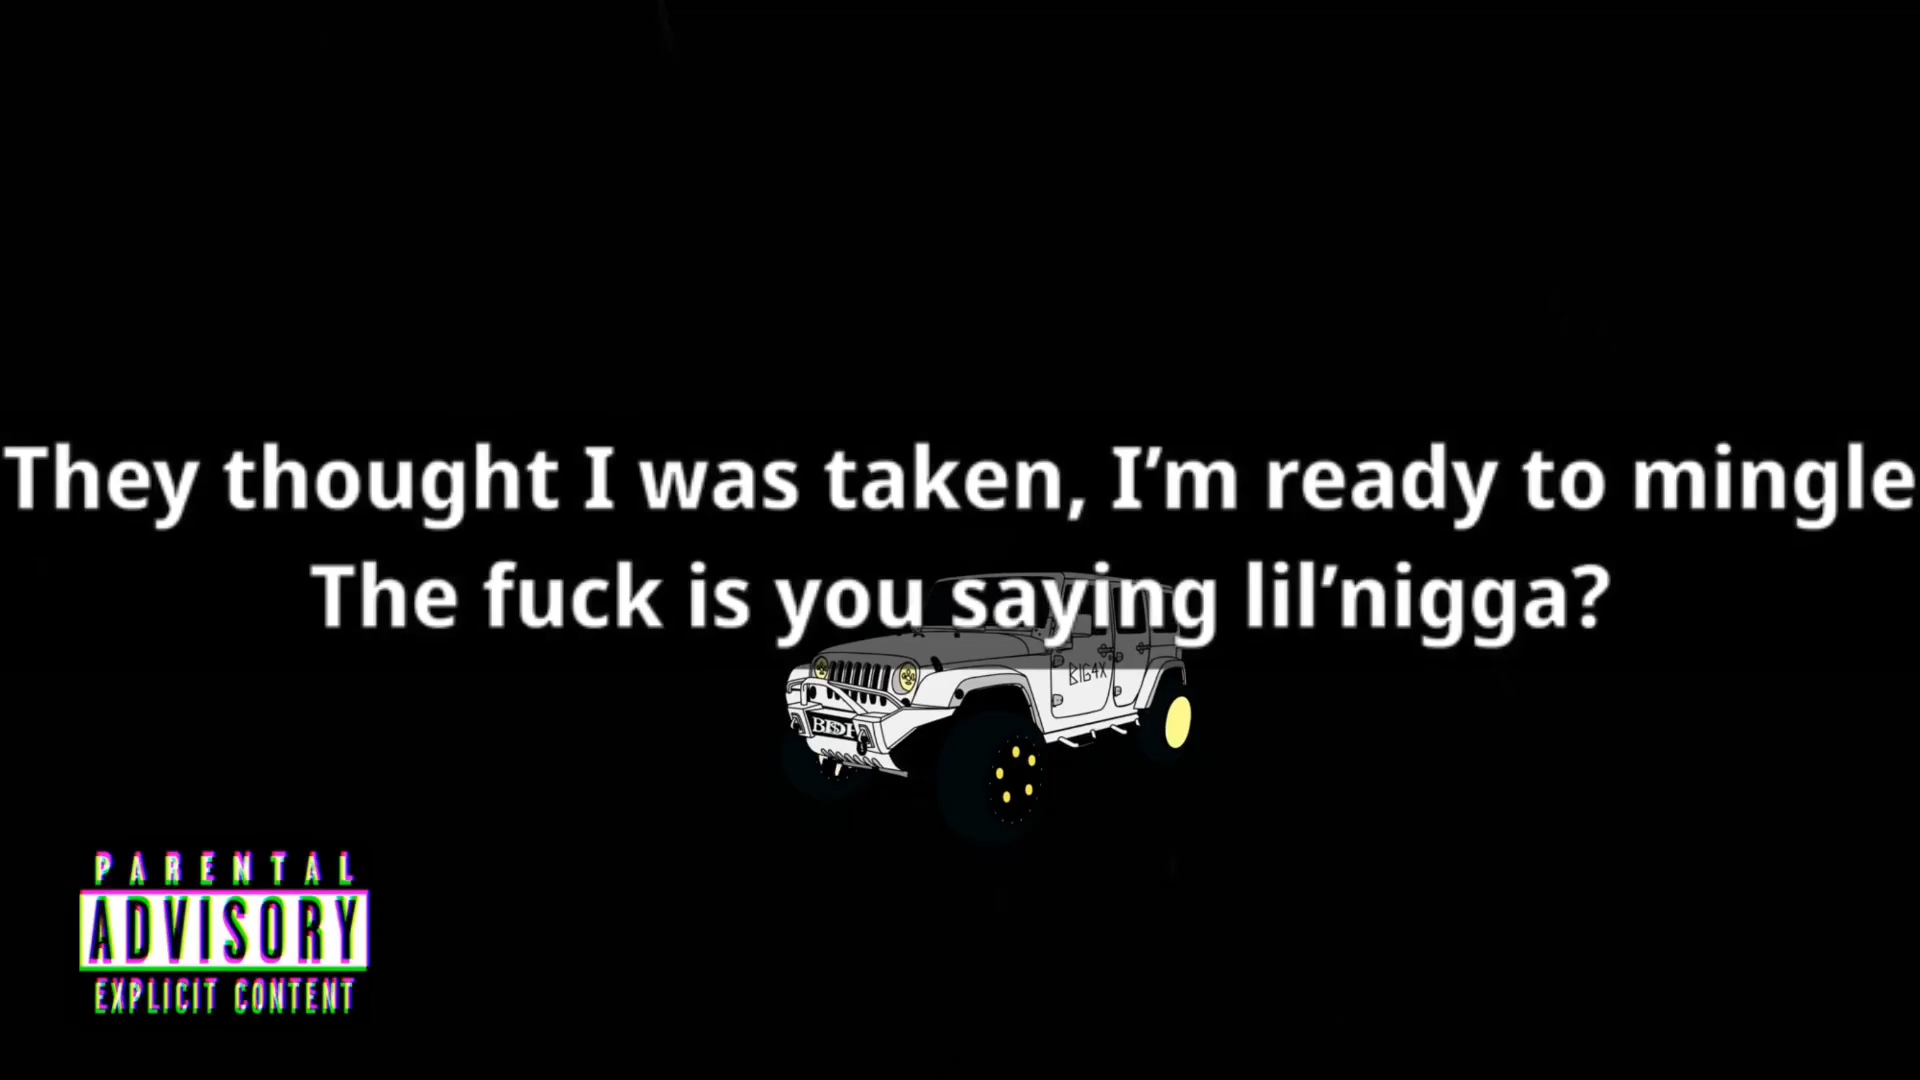 They thought I was taken, I’m ready to mingle
The fuck is you saying lil’nigga?
BIG4X
PARENTAL
ADVISORY
EXPLICIT CONTENT